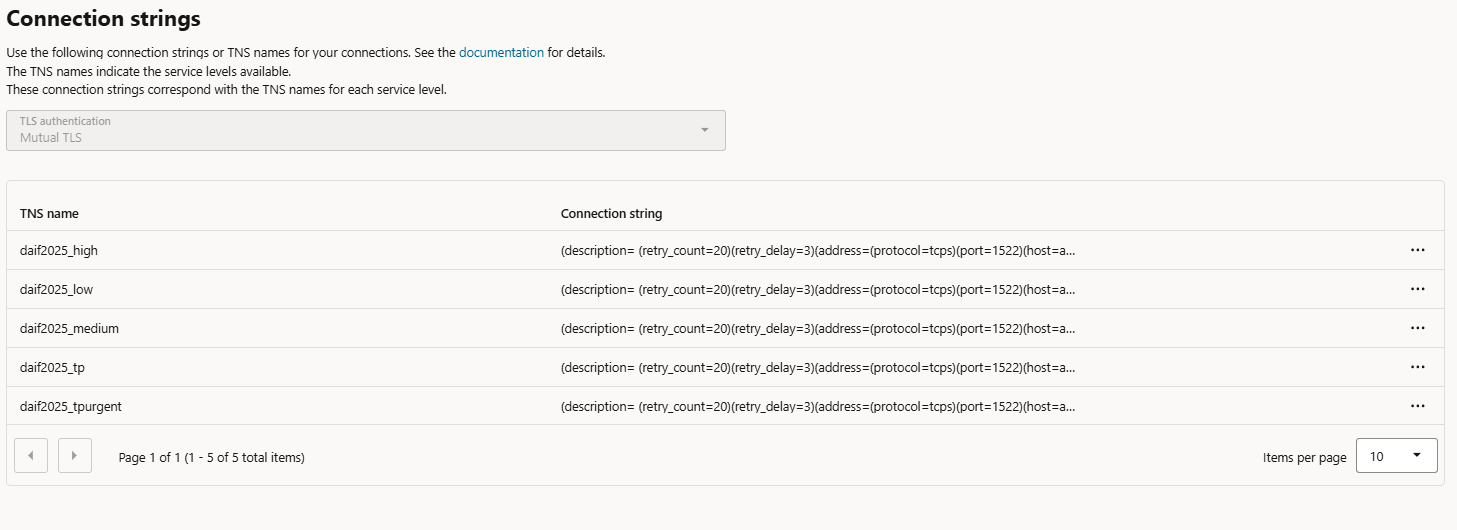 Connection strings
Use the following connection strings or TNS names for your connections. See the documentation for details.
The TNS names indicate the service levels available.
These connection strings correspond with the TNS names for each service level.
TLS authentication
Mutual TLS
TNS name Connection string
daif2025_high (description= (retry_count=20)(retry_delay=3)(address=(protocol=tcps)(port=1522)(host=a... ...
daif2025_low (description= (retry_count=20)(retry_delay=3)(address=(protocol=tcps)(port=1522)(host=a... ...
daif2025_medium (description= (retry_count=20)(retry_delay=3)(address=(protocol=tcps)(port=1522)(host=a... ...
daif2025_tp (description= (retry_count=20)(retry_delay=3)(address=(protocol=tcps)(port=1522)(host=a... ...
daif2025_tpurgent (description= (retry_count=20)(retry_delay=3)(address=(protocol=tcps)(port=1522)(host=a... ...
Page 1 of 1 (1 - 5 of 5 total items) Items per page 10